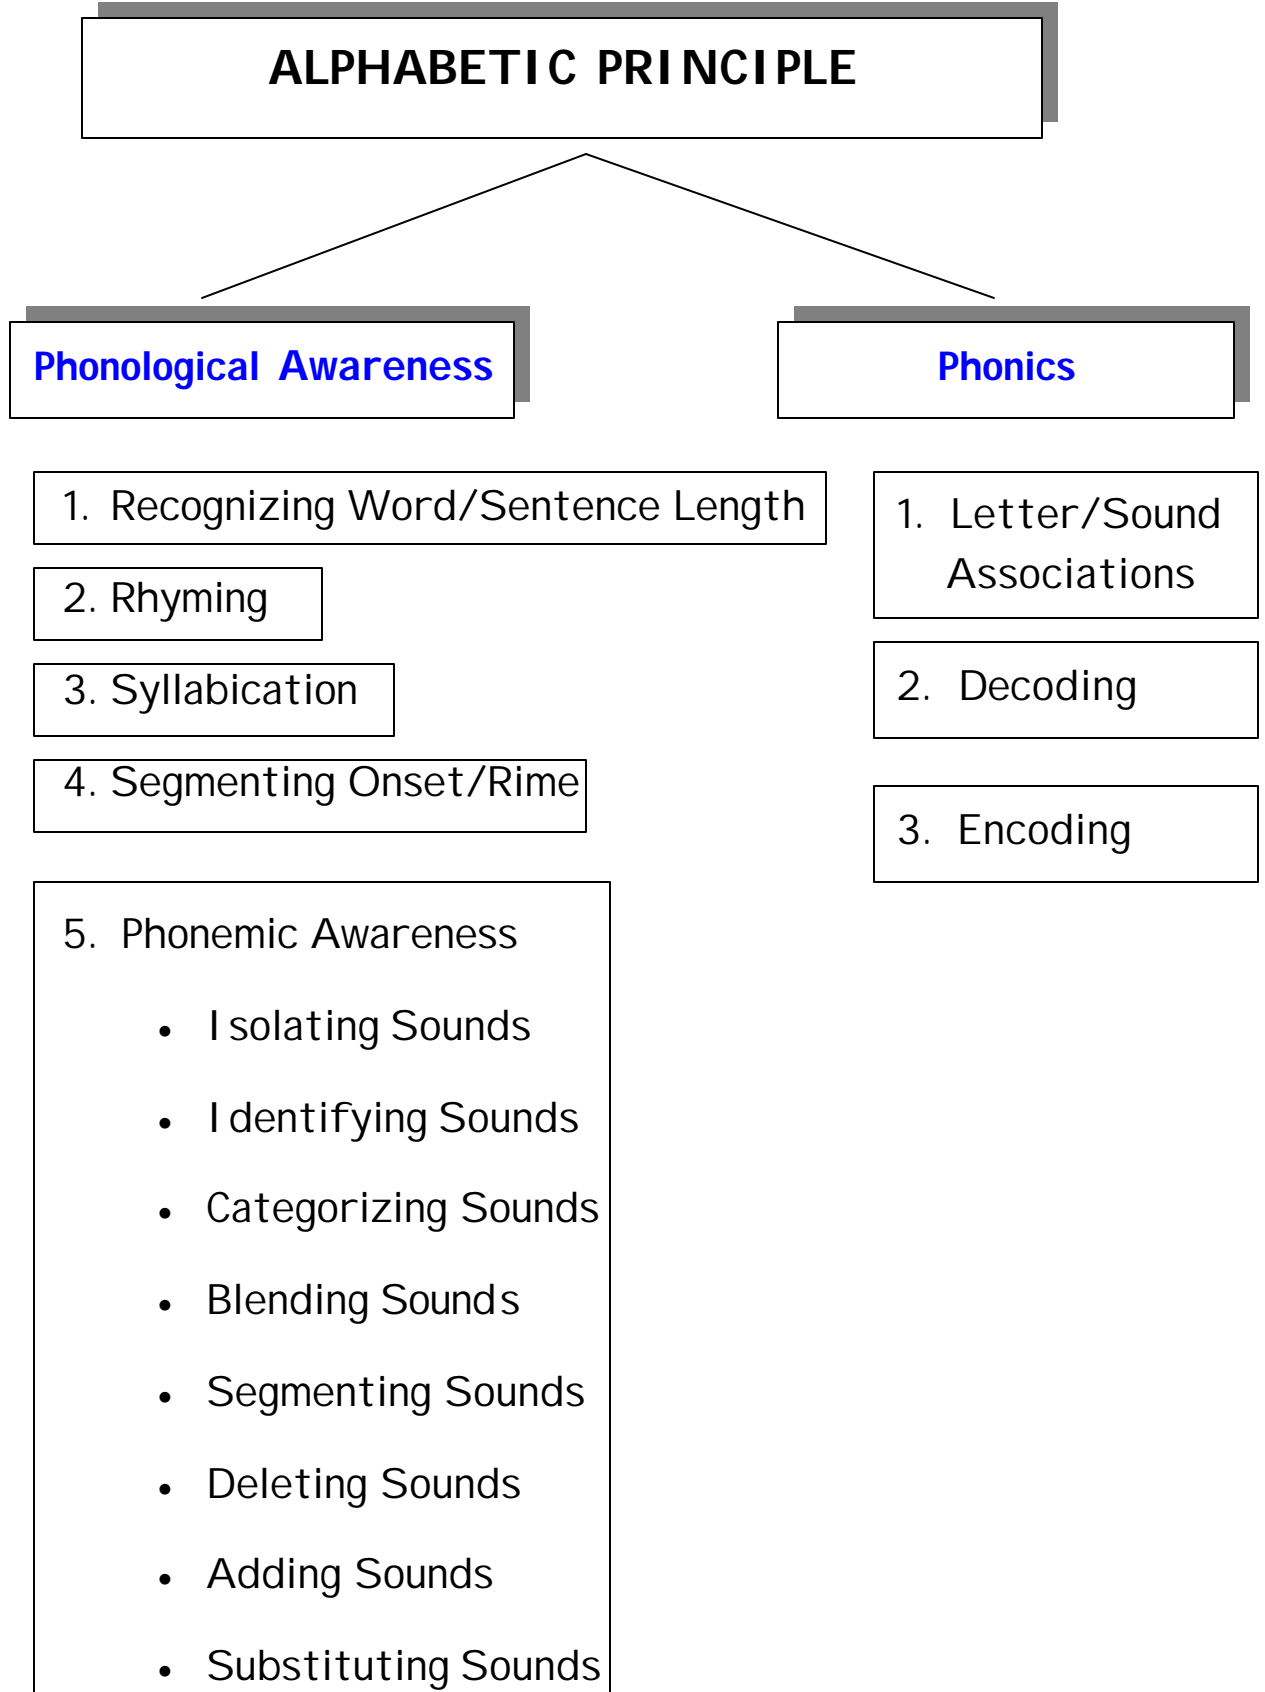 ALPHABETIC PRINCIPLE
Phonological Awareness
Phonics
1. Recognizing Word/Sentence Length
2. Rhyming
3. Syllabication
4. Segmenting Onset/Rime
5. Phonemic Awareness
• Isolating Sounds
• Identifying Sounds
• Categorizing Sounds
• Blending Sounds
• Segmenting Sounds
• Deleting Sounds
• Adding Sounds
• Substituting Sounds
1. Letter/Sound
Associations
2. Decoding
3. Encoding